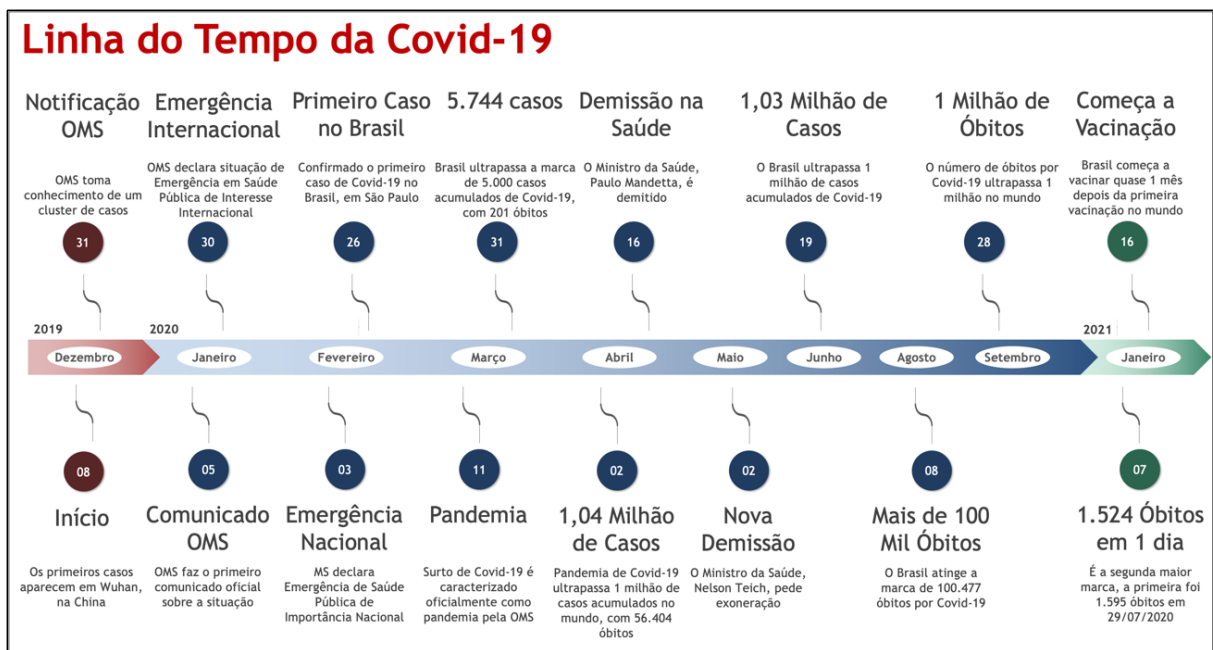 Linha do Tempo da Covid-19
Notificação
OMS
OMS toma
conhecimento de um
cluster de casos
31
Emergência
Internacional
OMS declara situação de
Emergência em Saúde
Pública de Interesse
Internacional
30
Primeiro Caso
no Brasil
Confirmado o primeiro
caso de Covid-19 no
Brasil, em São Paulo
26
5.744 casos
Brasil ultrapassa a marca
de 5.000 casos
acumulados de Covid-19,
com 201 óbitos
31
Demissão na
Saúde
O Ministro da Saúde,
Paulo Mandetta, é
demitido
16
1,03 Milhão de
Casos
O Brasil ultrapassa 1
milhão de casos
acumulados de Covid-19
19
1 Milhão de
Óbitos
O número de óbitos por
Covid-19 ultrapassa 1
milhão no mundo
28
Começa a
Vacinação
Brasil começa a
vacinar quase 1 mês
depois da primeira
vacinação no mundo
16
2019
2020
2021
Dezembro
Janeiro
Fevereiro
Março
Abril
Maio
Junho
Agosto
Setembro
Janeiro
08
Início
Os primeiros casos
aparecem em Wuhan,
na China
05
Comunicado
OMS
OMS faz o primeiro
comunicado oficial
sobre a situação
03
Emergência
Nacional
MS declara
Emergência de Saúde
Pública de
Importância Nacional
11
Pandemia
Surto de Covid-19 é
caracterizado
oficialmente como
pandemia pela OMS
02
1,04 Milhão
de Casos
Pandemia de Covid-19
ultrapassa 1 milhão de
casos acumulados no
mundo, com 56.404
óbitos
02
Nova
Demissão
O Ministro da Saúde,
Nelson Teich, pede
exoneração
08
Mais de 100
Mil Óbitos
O Brasil atinge a
marca de 100.477
óbitos por Covid-19
07
1.524 Óbitos
em 1 dia
É a segunda maior
marca, a primeira foi
1.595 óbitos em
29/07/2020